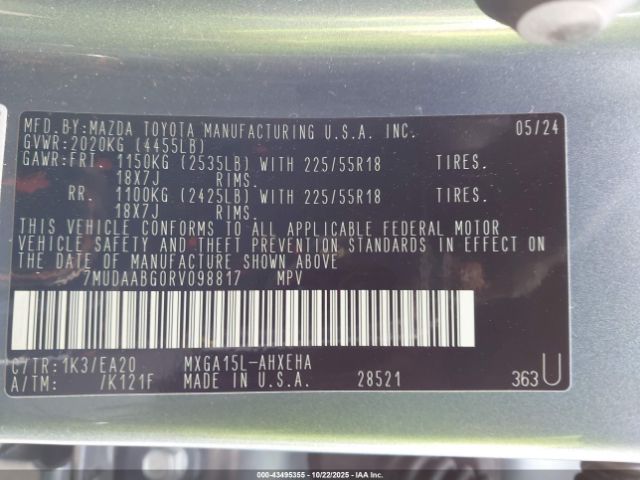 MFD.BY:MAZDA TOYOTA MANUFACTURING U.S.A. INC. 05/24
GVWR:2020KG (4455LB)
GAWR:FRT. 1150KG (2535LB) WITH 225/55R18 TIRES.
18X7J RIMS.
RR. 1100KG (2425LB) WITH 225/55R18 TIRES.
18X7J RIMS.
THIS VEHICLE CONFORMS TO ALL APPLICABLE FEDERAL MOTOR
VEHICLE SAFETY AND THEFT PREVENTION STANDARDS IN EFFECT ON
THE DATE OF MANUFACTURE SHOWN ABOVE
7MUDAABG0RV098817 MPV
C/TR:1K3/EA20 MXGA15L-AHXEHA
A/TM: /K121F MADE IN U.S.A. 28521 363U
000-43495355 - 10/22/2025 - IAA Inc.